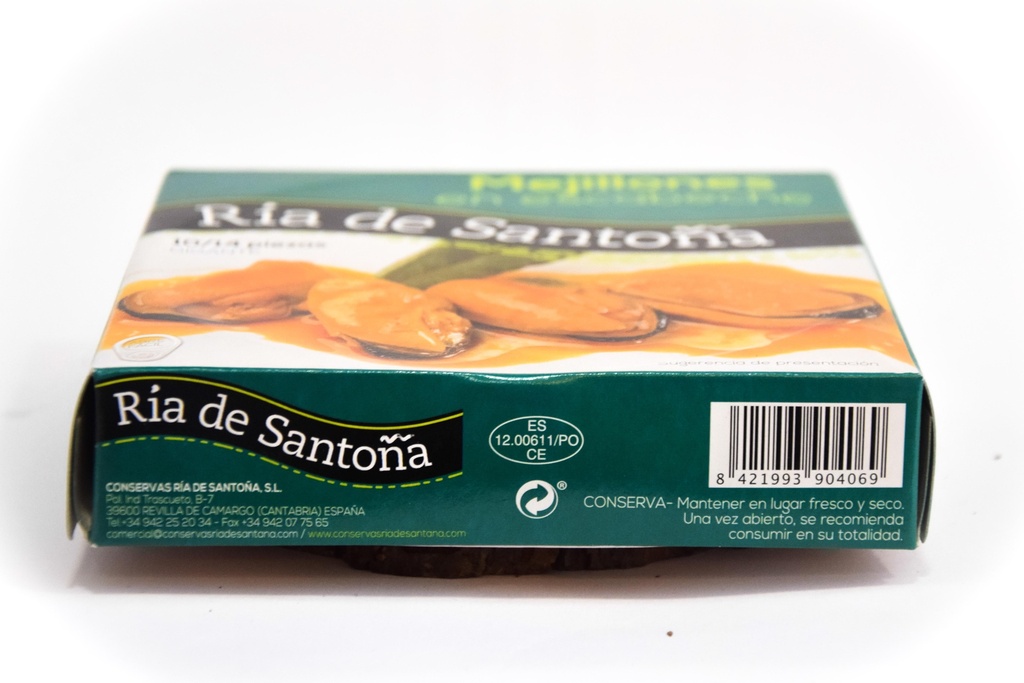 Mejillones
en escabeche
Ría de Santoña
10/14 piezas
sugerencia de presentación
Ría de Santoña
CONSERVAS RÍA DE SANTOÑA, S.L.
Pol. Ind Trascueto, B-7
39600 REVILLA DE CAMARGO (CANTABRIA) ESPAÑA
Tel +34 942 25 20 34 - Fax +34 942 07 75 65
comercial@conservasriadesantona.com / www.conservasriadesantona.com
ES
12.00611/PO
CE
®
8 421993 904069
CONSERVA- Mantener en lugar fresco y seco.
Una vez abierto, se recomienda
consumir en su totalidad.